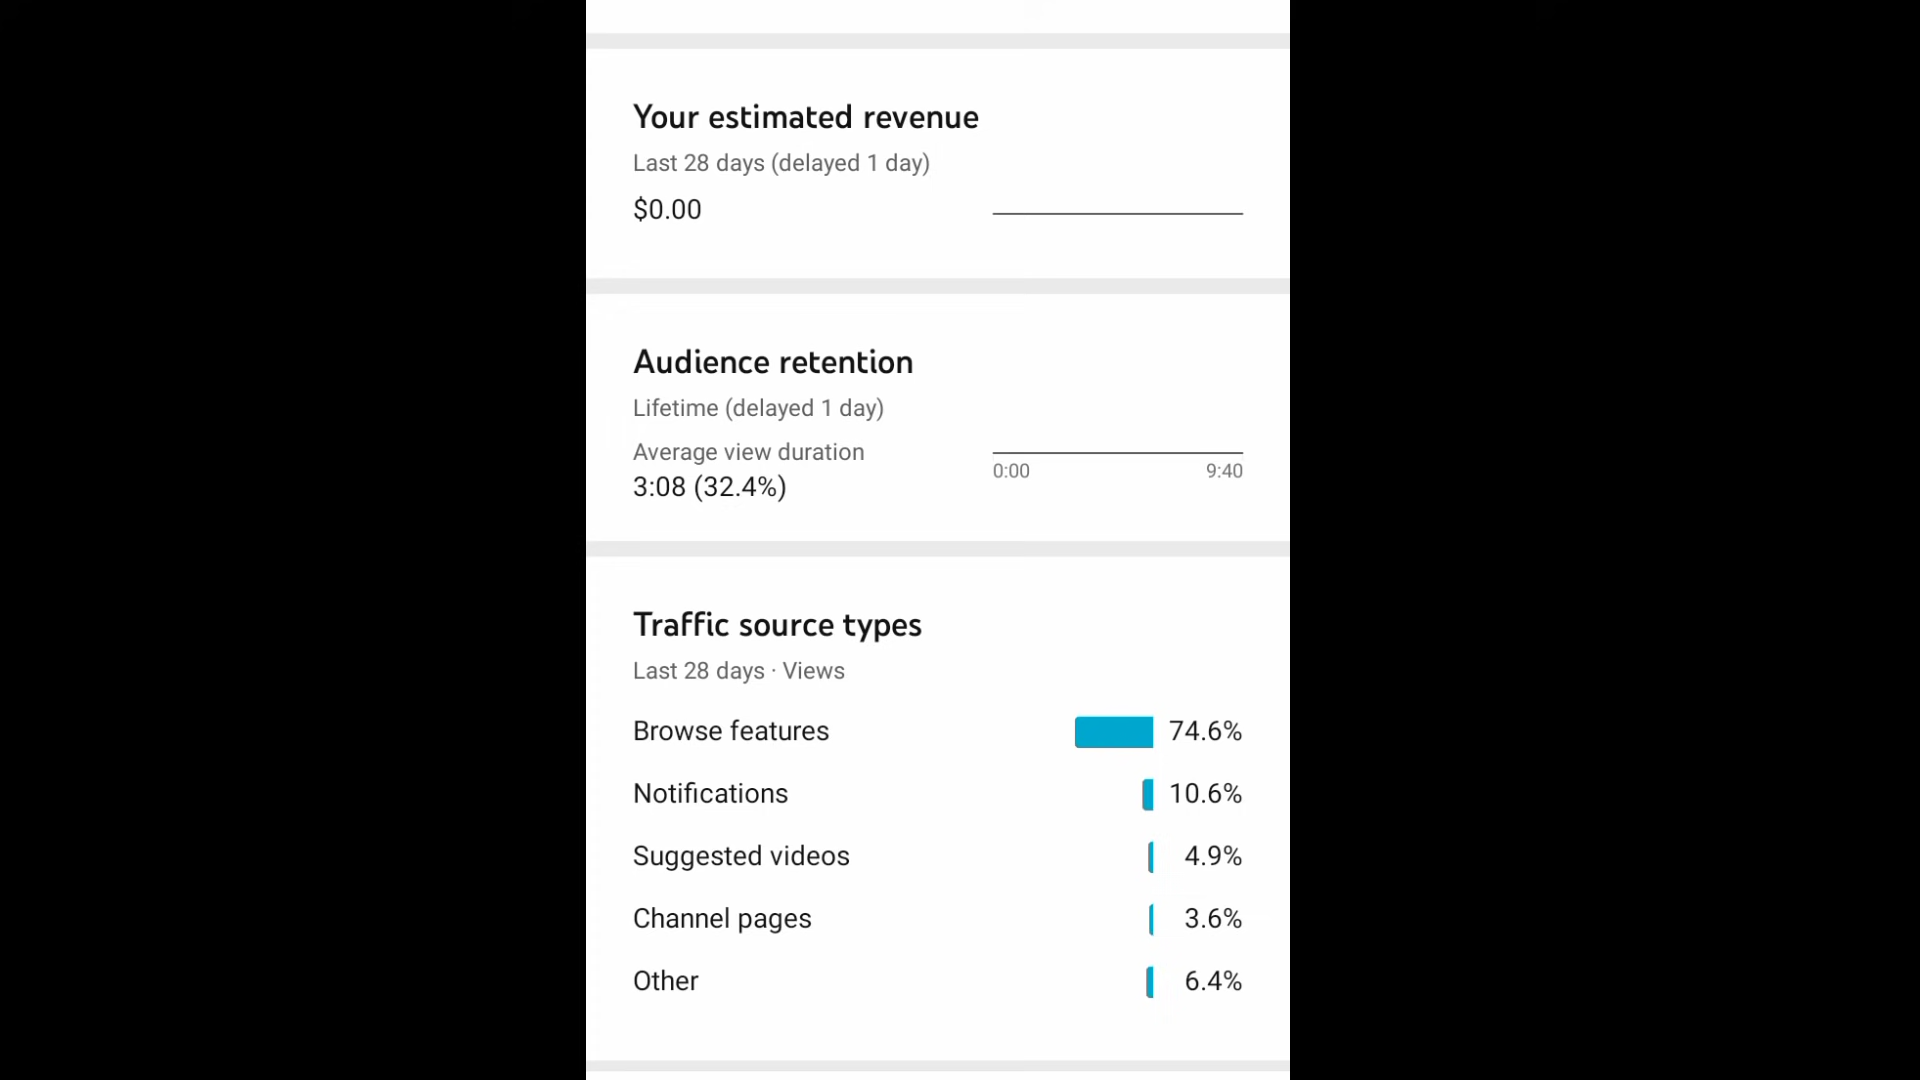 Your estimated revenue
Last 28 days (delayed 1 day)
$0.00
Audience retention
Lifetime (delayed 1 day)
Average view duration
3:08 (32.4%)
0:00 9:40
Traffic source types
Last 28 days · Views
Browse features 74.6%
Notifications 10.6%
Suggested videos 4.9%
Channel pages 3.6%
Other 6.4%